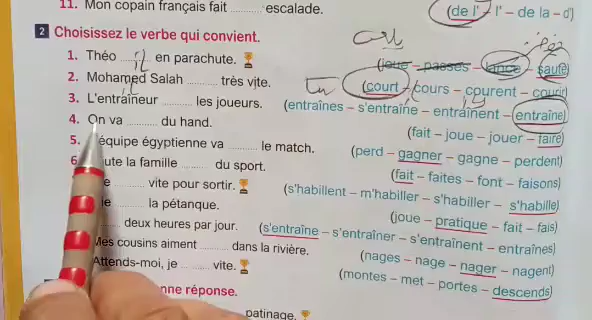 11. Mon copain français fait .......... escalade. (de l' – l' – de la – d')
2 Choisissez le verbe qui convient.
1. Théo .......... en parachute. (joue – passes – lance – saute)
2. Mohamed Salah .......... très vite. (court – cours – courent – courir)
3. L'entraîneur .......... les joueurs. (entraînes – s'entraîne – entraînent – entraîne)
4. On va .......... du hand. (fait – joue – jouer – faire)
5. équipe égyptienne va .......... le match. (perd – gagner – gagne – perdent)
6. ute la famille .......... du sport. (fait – faites – font – faisons)
e .......... vite pour sortir. (s'habillent – m'habiller – s'habiller – s'habille)
.......... la pétanque. (joue – pratique – fait – fais)
.......... deux heures par jour. (s'entraîne – s'entraîner – s'entraînent – entraînes)
Mes cousins aiment .......... dans la rivière. (nages – nage – nager – nagent)
Attends-moi, je .......... vite. (montes – met – portes – descends)
nne réponse.
patinage.